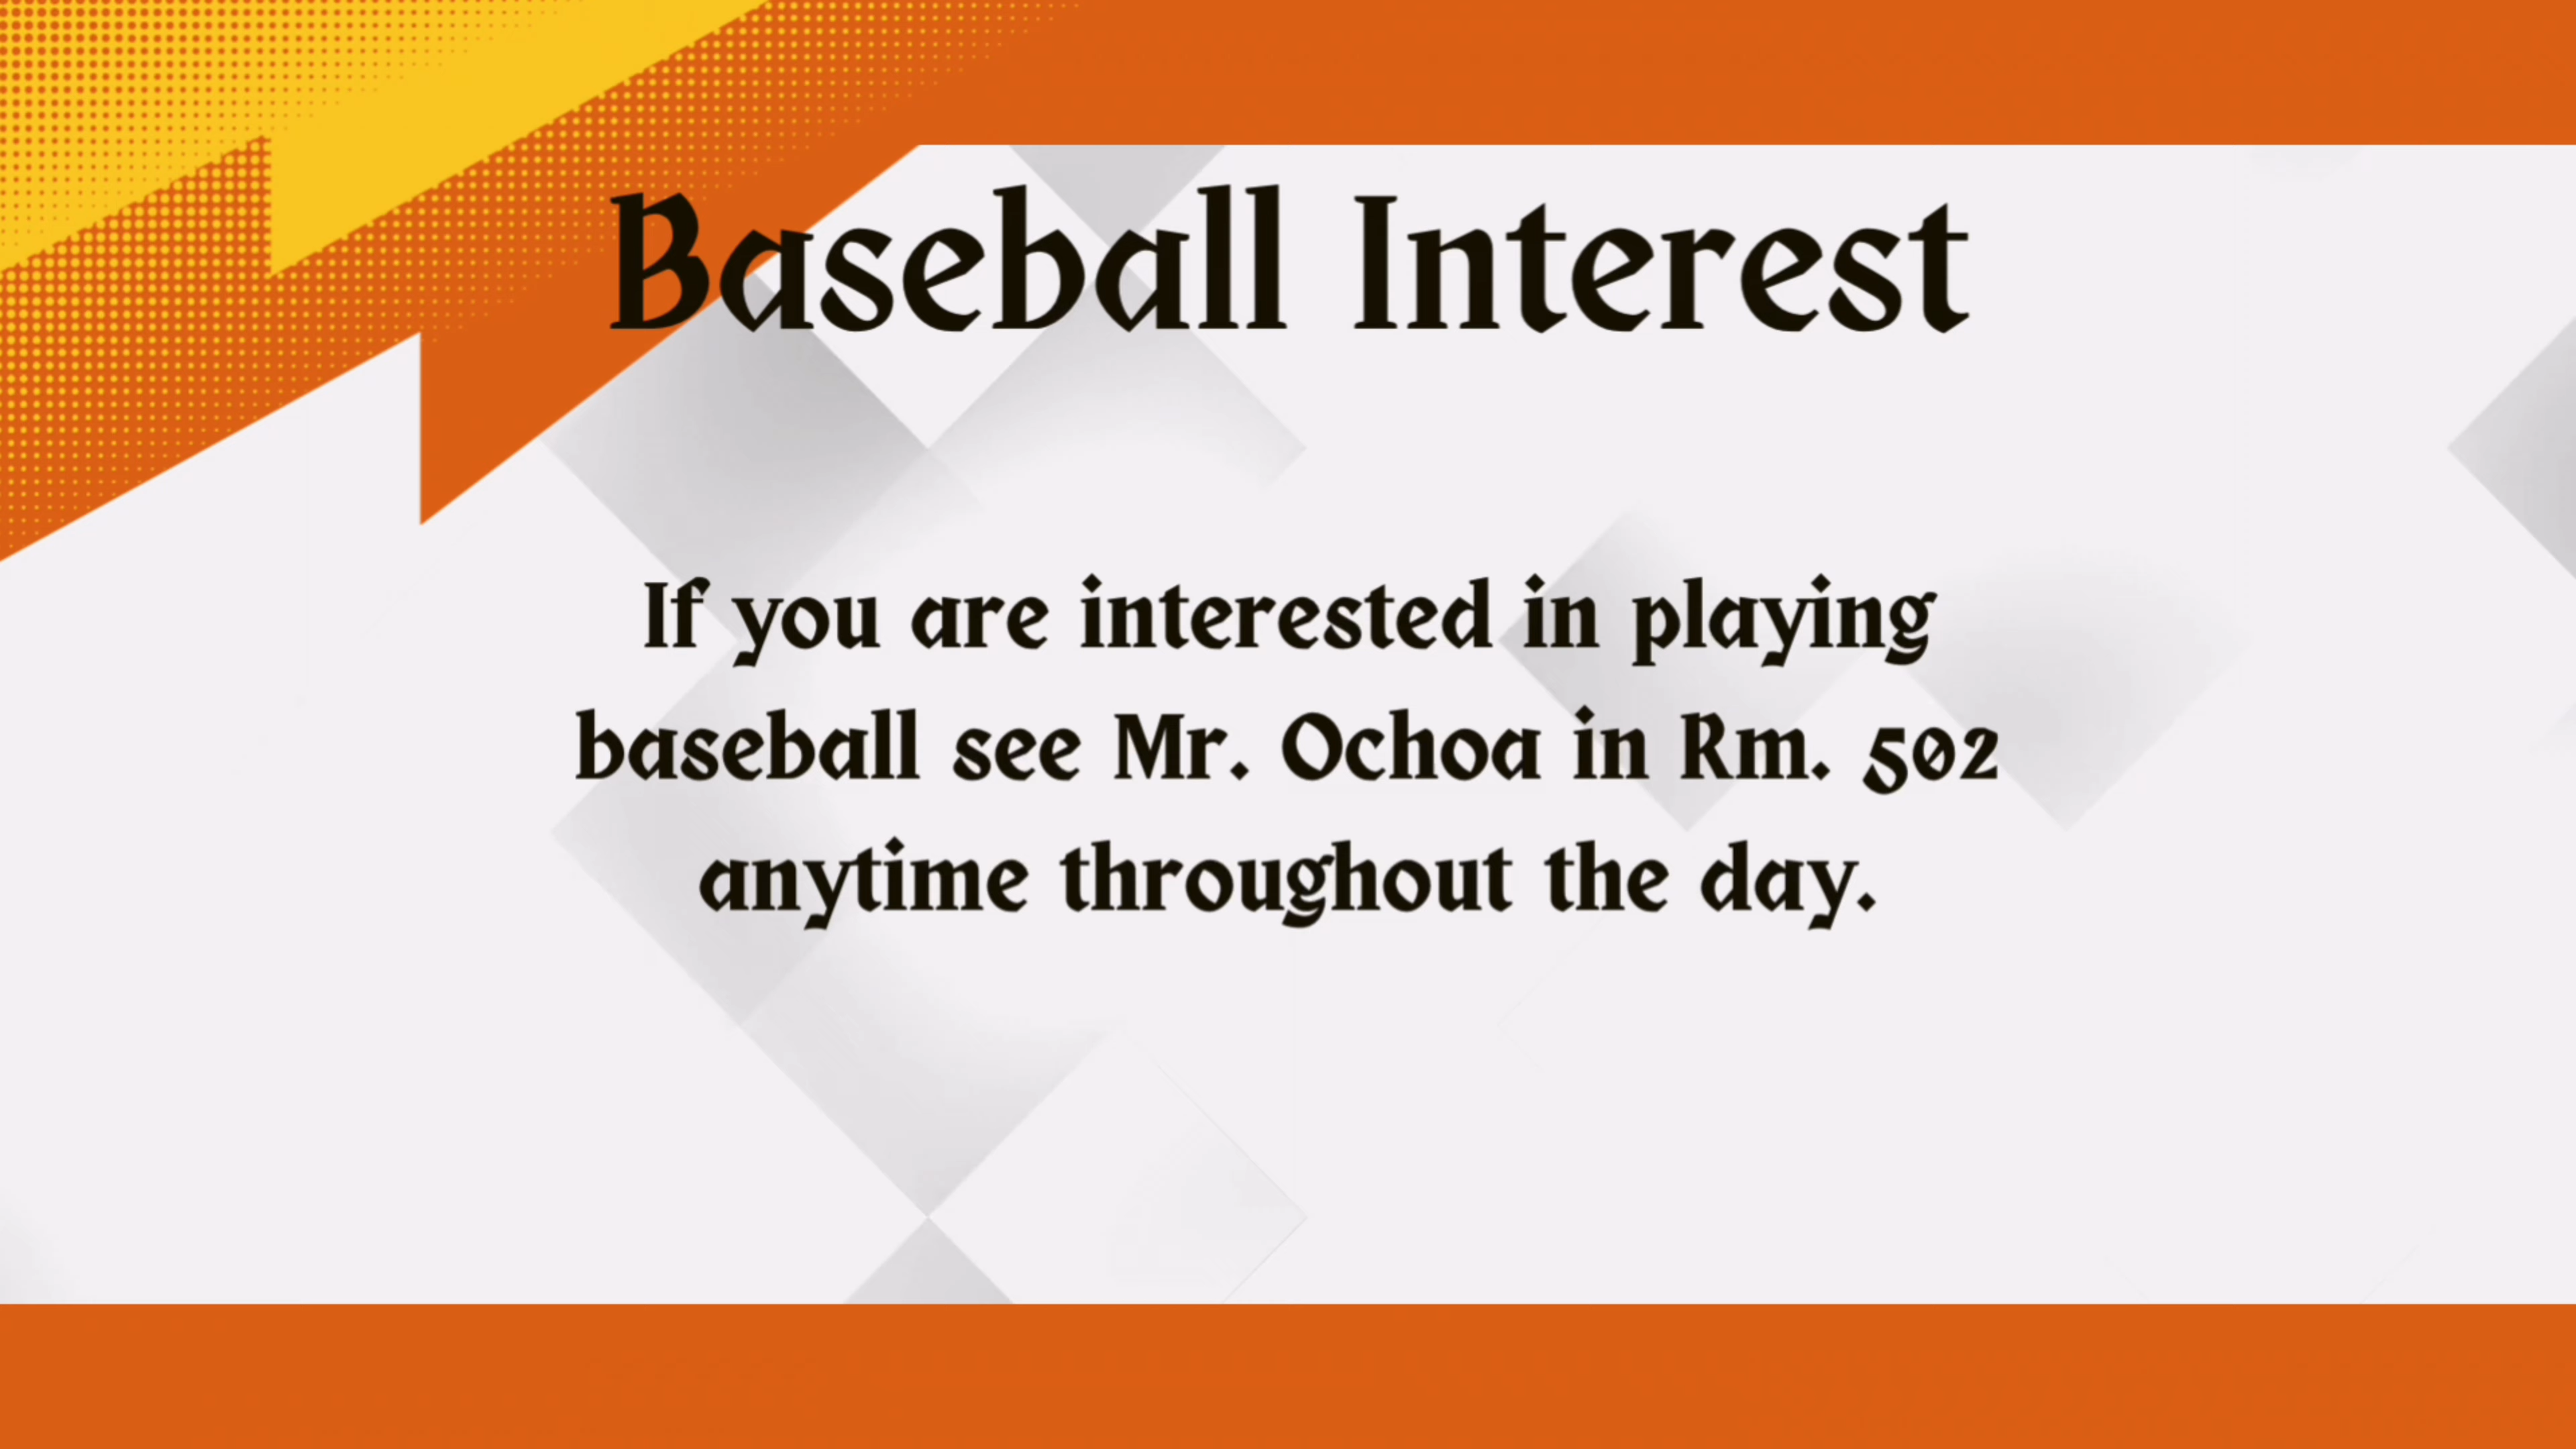 Baseball Interest
If you are interested in playing
baseball see Mr. Ochoa in Rm. 502
anytime throughout the day.